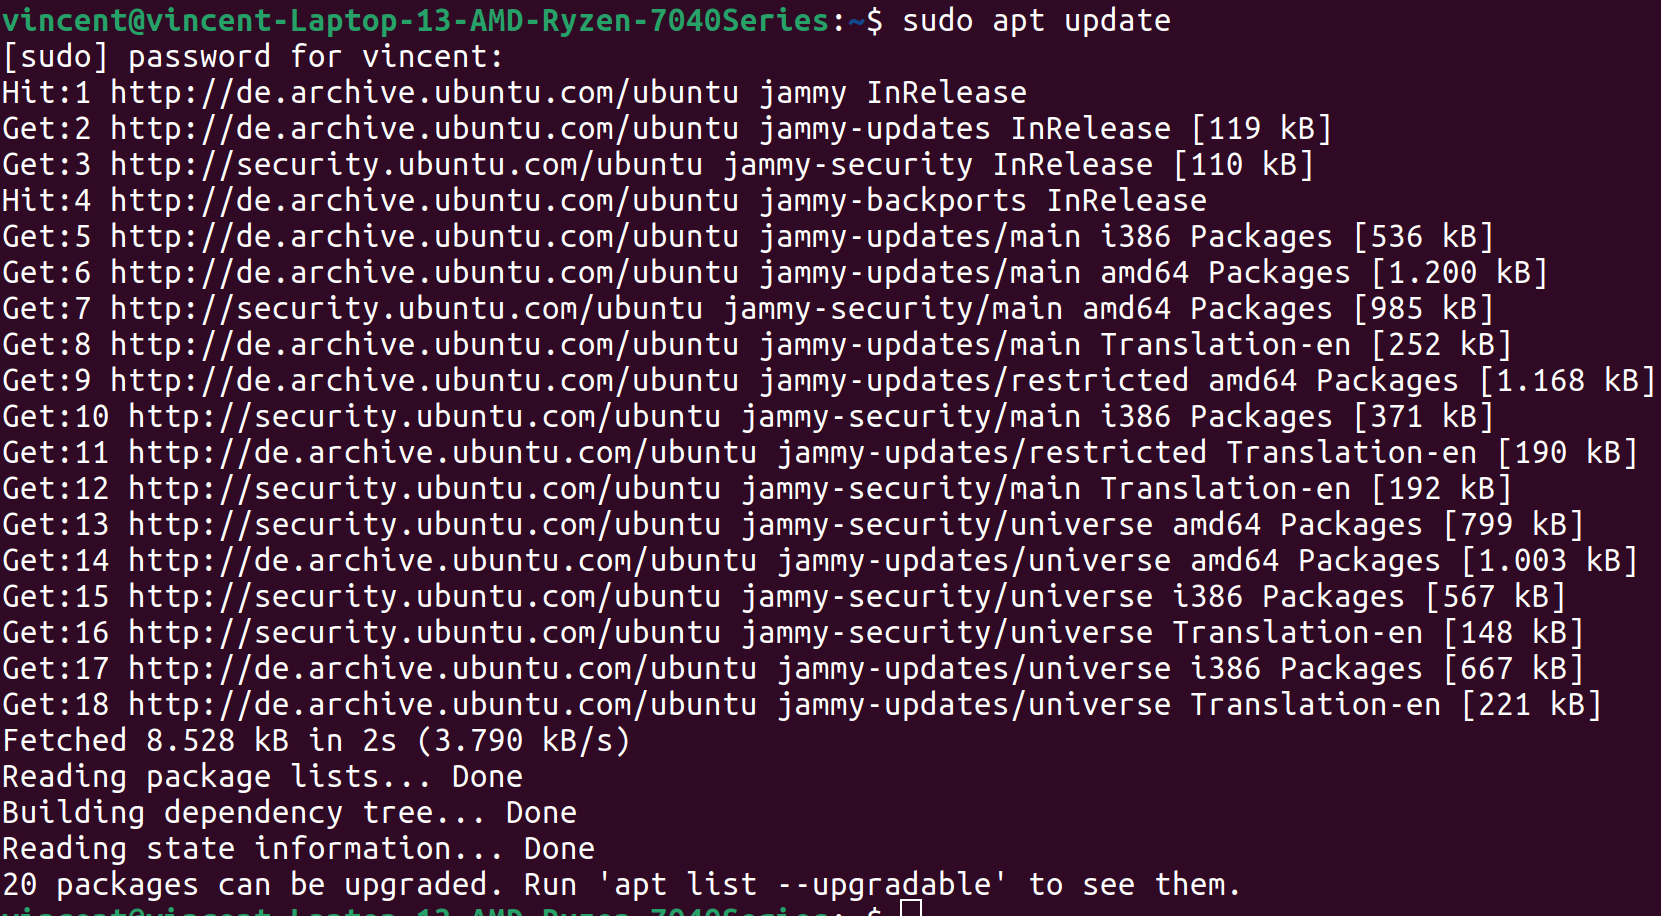 vincent@vincent-Laptop-13-AMD-Ryzen-7040Series:~$ sudo apt update
[sudo] password for vincent:
Hit:1 http://de.archive.ubuntu.com/ubuntu jammy InRelease
Get:2 http://de.archive.ubuntu.com/ubuntu jammy-updates InRelease [119 kB]
Get:3 http://security.ubuntu.com/ubuntu jammy-security InRelease [110 kB]
Hit:4 http://de.archive.ubuntu.com/ubuntu jammy-backports InRelease
Get:5 http://de.archive.ubuntu.com/ubuntu jammy-updates/main i386 Packages [536 kB]
Get:6 http://de.archive.ubuntu.com/ubuntu jammy-updates/main amd64 Packages [1.200 kB]
Get:7 http://security.ubuntu.com/ubuntu jammy-security/main amd64 Packages [985 kB]
Get:8 http://de.archive.ubuntu.com/ubuntu jammy-updates/main Translation-en [252 kB]
Get:9 http://de.archive.ubuntu.com/ubuntu jammy-updates/restricted amd64 Packages [1.168 kB]
Get:10 http://security.ubuntu.com/ubuntu jammy-security/main i386 Packages [371 kB]
Get:11 http://de.archive.ubuntu.com/ubuntu jammy-updates/restricted Translation-en [190 kB]
Get:12 http://security.ubuntu.com/ubuntu jammy-security/main Translation-en [192 kB]
Get:13 http://security.ubuntu.com/ubuntu jammy-security/universe amd64 Packages [799 kB]
Get:14 http://de.archive.ubuntu.com/ubuntu jammy-updates/universe amd64 Packages [1.003 kB]
Get:15 http://security.ubuntu.com/ubuntu jammy-security/universe i386 Packages [567 kB]
Get:16 http://security.ubuntu.com/ubuntu jammy-security/universe Translation-en [148 kB]
Get:17 http://de.archive.ubuntu.com/ubuntu jammy-updates/universe i386 Packages [667 kB]
Get:18 http://de.archive.ubuntu.com/ubuntu jammy-updates/universe Translation-en [221 kB]
Fetched 8.528 kB in 2s (3.790 kB/s)
Reading package lists... Done
Building dependency tree... Done
Reading state information... Done
20 packages can be upgraded. Run 'apt list --upgradable' to see them.
vincent@vincent-Laptop-13-AMD-Ryzen-7040Series:~$